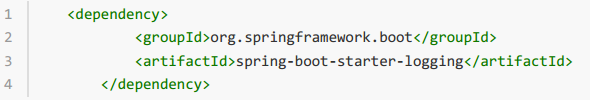 1 <dependency>
2 <groupId>org.springframework.boot</groupId>
3 <artifactId>spring-boot-starter-logging</artifactId>
4 </dependency>